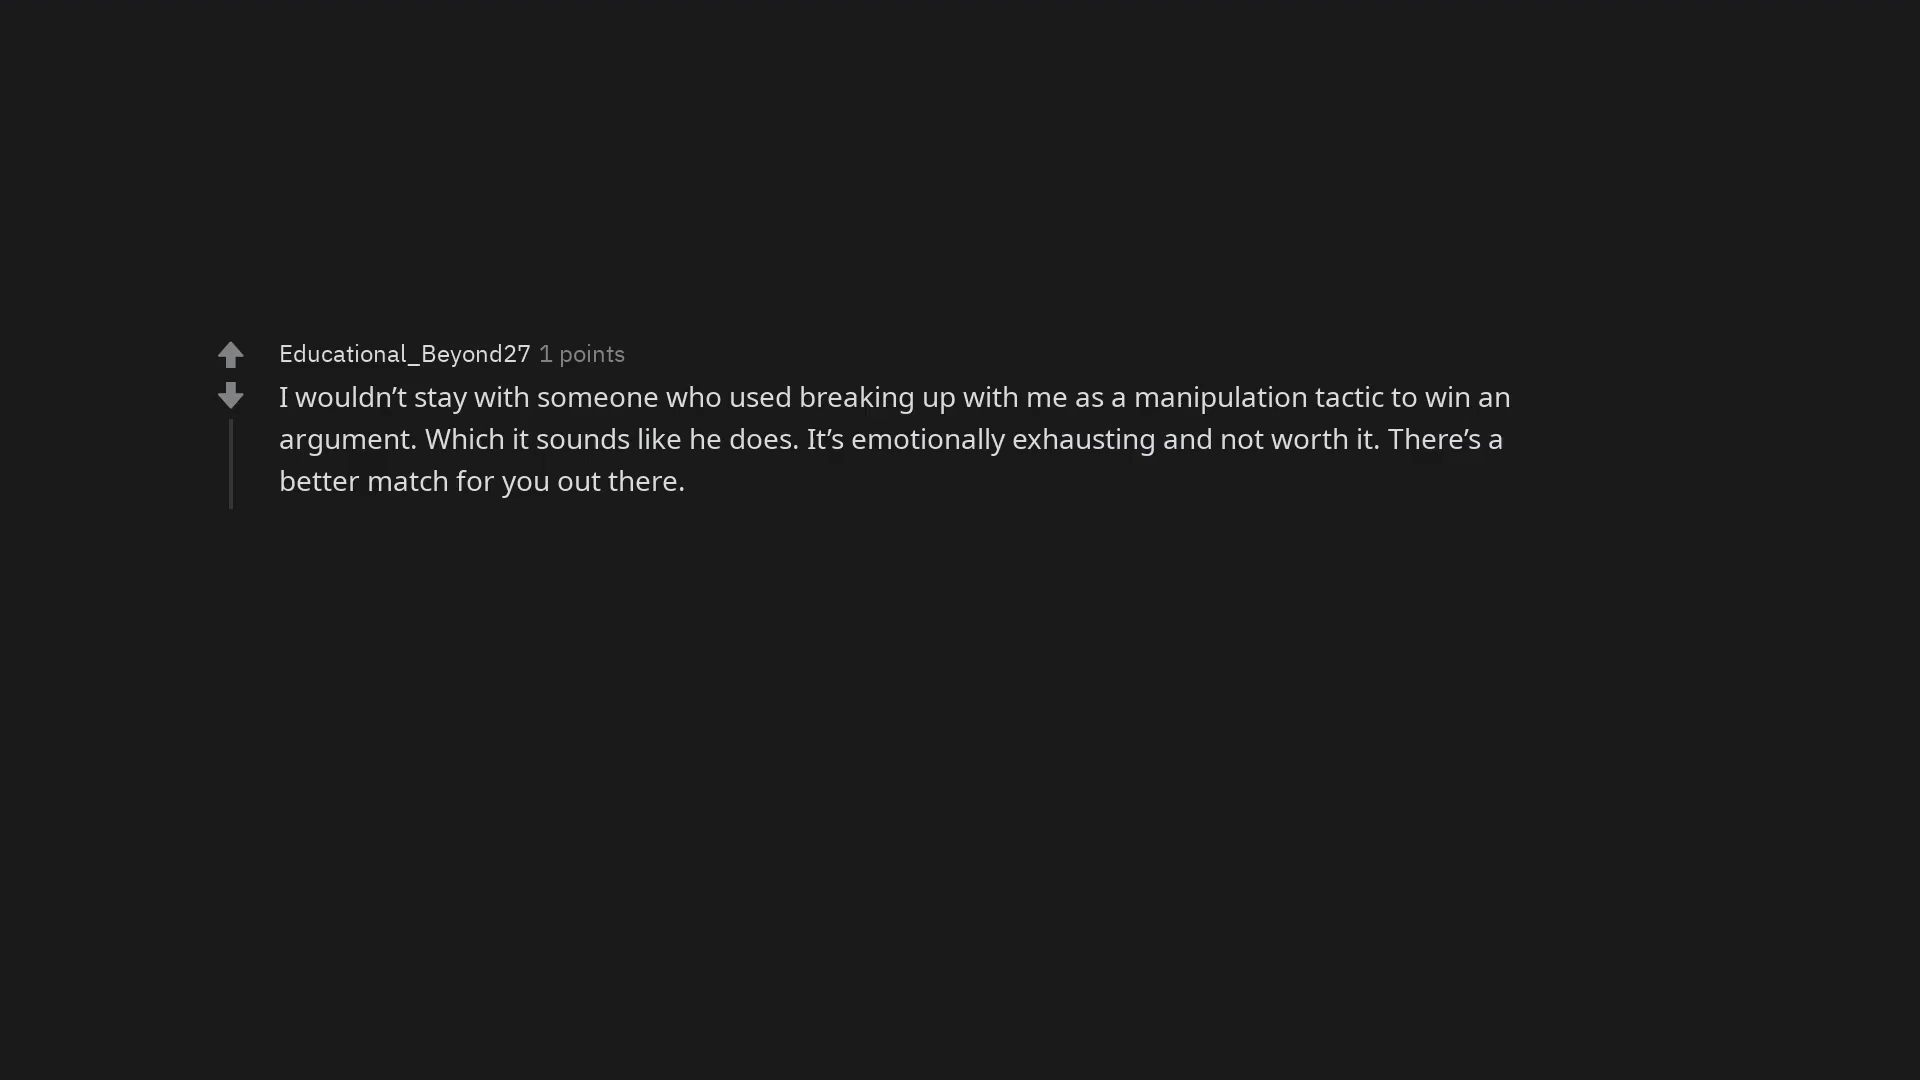 Educational_Beyond27 1 points
I wouldn’t stay with someone who used breaking up with me as a manipulation tactic to win an
argument. Which it sounds like he does. It’s emotionally exhausting and not worth it. There’s a
better match for you out there.